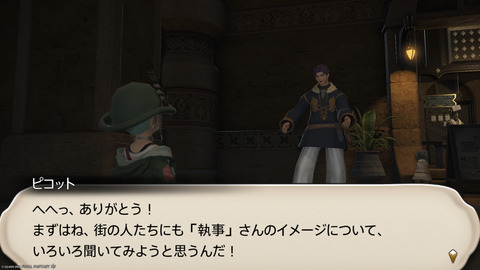 ピコット
へへっ、ありがとう！
まずはね、街の人たちにも「執事」さんのイメージについて、
いろいろ聞いてみようと思うんだ！